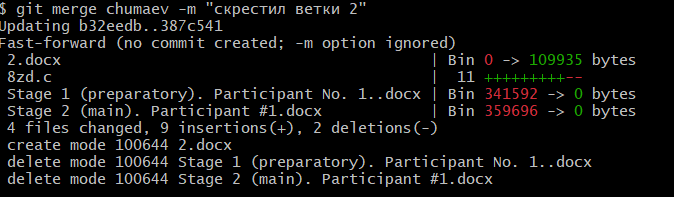 $ git merge chumaev -m "скрестил ветки 2"
Updating b32eedb..387c541
Fast-forward (no commit created; -m option ignored)
2.docx | Bin 0 -> 109935 bytes
8zd.c | 11 +++++++++--
Stage 1 (preparatory). Participant No. 1..docx | Bin 341592 -> 0 bytes
Stage 2 (main). Participant #1.docx | Bin 359696 -> 0 bytes
4 files changed, 9 insertions(+), 2 deletions(-)
create mode 100644 2.docx
delete mode 100644 Stage 1 (preparatory). Participant No. 1..docx
delete mode 100644 Stage 2 (main). Participant #1.docx